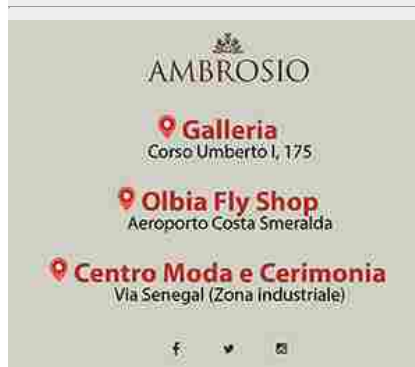 AMBROSIO
Galleria
Corso Umberto I, 175
Olbia Fly Shop
Aeroporto Costa Smeralda
Centro Moda e Cerimonia
Via Senegal (Zona industriale)